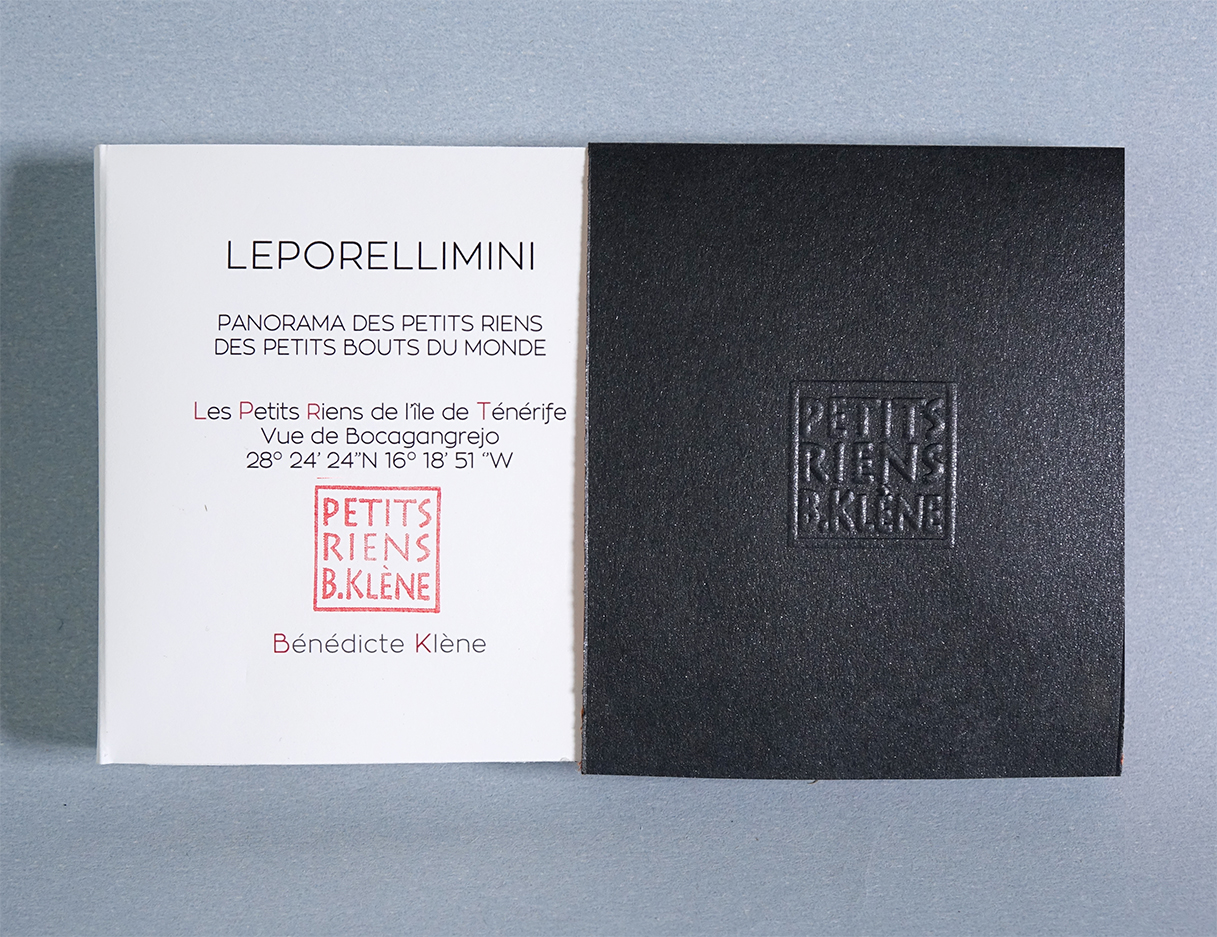 LEPORELLIMINI
PANORAMA DES PETITS RIENS
DES PETITS BOUTS DU MONDE
Les Petits Riens de l'île de Ténérife
Vue de Bocagangrejo
28° 24' 24"N 16° 18' 51 "W
PETITS
RIENS
B.KLÈNE
Bénédicte Klène
PETITS
RIENS
B.KLÈNE